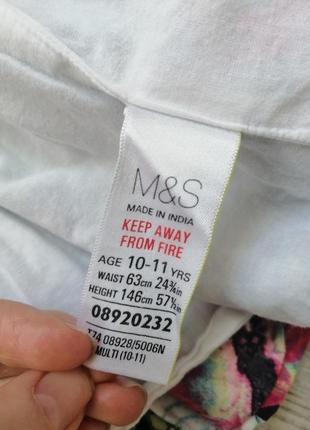 M&S
MADE IN INDIA
KEEP AWAY
FROM FIRE
AGE 10-11 YRS
WAIST 63cm 24¾in
HEIGHT 146cm 57½in
08920232
T74 08928/5006N
MULTI (10-11)